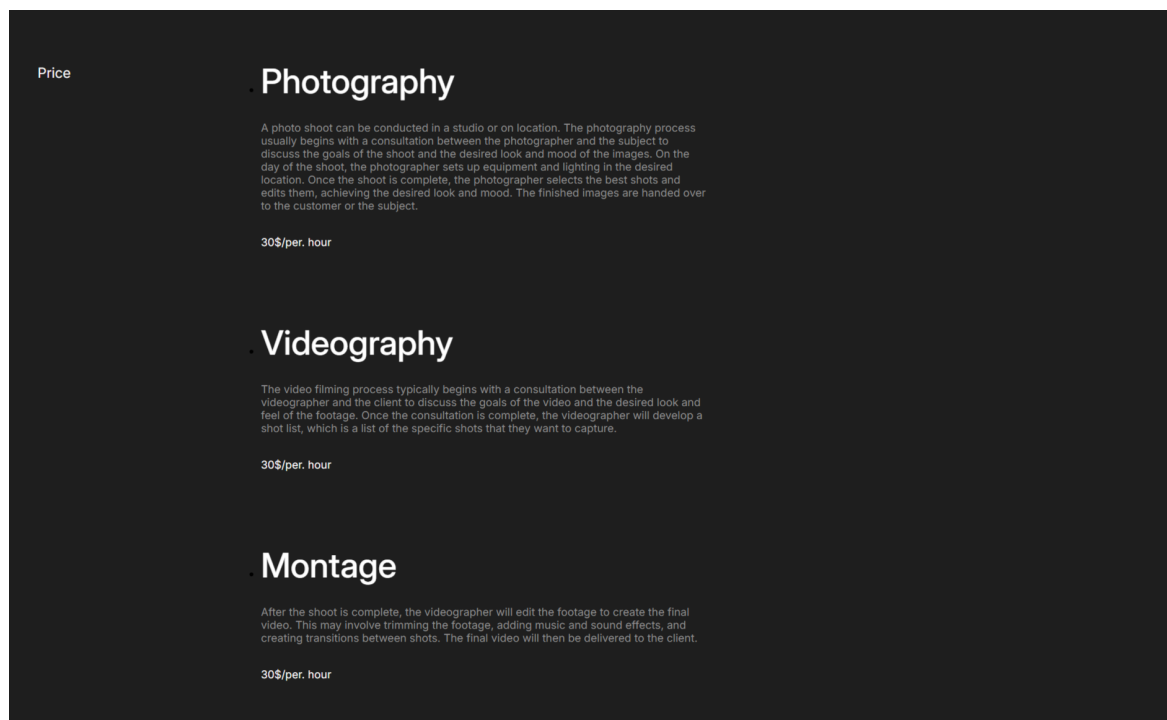 Price
Photography
A photo shoot can be conducted in a studio or on location. The photography process
usually begins with a consultation between the photographer and the subject to
discuss the goals of the shoot and the desired look and mood of the images. On the
day of the shoot, the photographer sets up equipment and lighting in the desired
location. Once the shoot is complete, the photographer selects the best shots and
edits them, achieving the desired look and mood. The finished images are handed over
to the customer or the subject.
30$/per. hour
Videography
The video filming process typically begins with a consultation between the
videographer and the client to discuss the goals of the video and the desired look and
feel of the footage. Once the consultation is complete, the videographer will develop a
shot list, which is a list of the specific shots that they want to capture.
30$/per. hour
Montage
After the shoot is complete, the videographer will edit the footage to create the final
video. This may involve trimming the footage, adding music and sound effects, and
creating transitions between shots. The final video will then be delivered to the client.
30$/per. hour